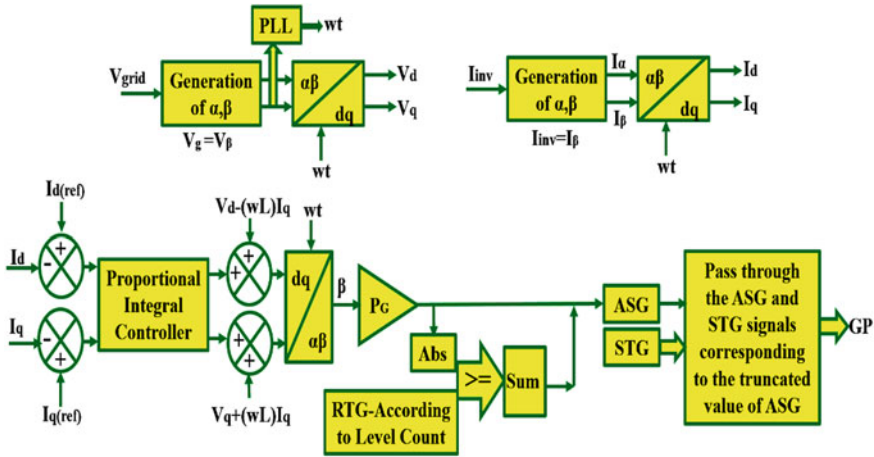 PLL
wt
Vgrid
Generation
of α,β
αβ
dq
Vd
Vq
Vg=Vβ
wt
Iinv
Generation
of α,β
Iα
Iβ
αβ
dq
Id
Iq
Iinv=Iβ
wt
Id(ref)
Id
+
-
Iq
-
+
Iq(ref)
Proportional
Integral
Controller
Vd-(wL)Iq
+
+
+
+
Vq+(wL)Iq
wt
dq
αβ
β
PG
Abs
RTG-According
to Level Count
>=
Sum
ASG
STG
Pass through
the ASG and
STG signals
corresponding
to the truncated
value of ASG
GP